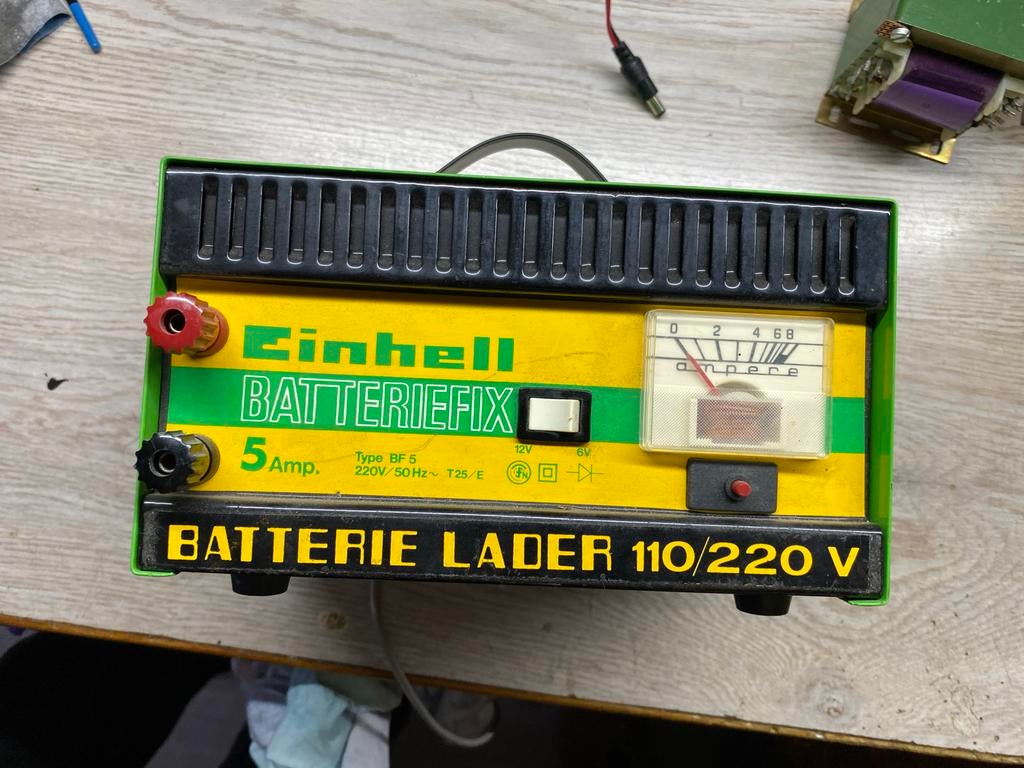 Einhell
BATTERIEFIX
5 Amp.
Type BF 5
220V/50Hz~ T25/E
12V 6V
0 2 4 6 8
ampere
BATTERIE LADER 110/220 V